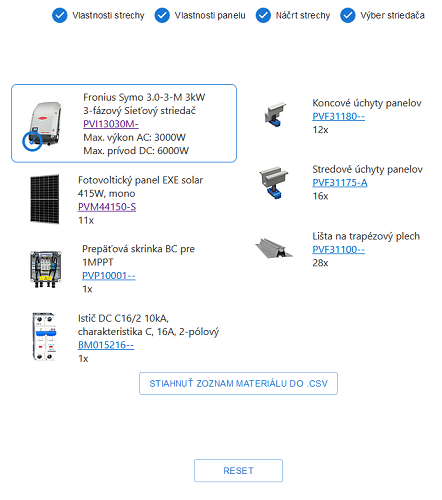 Vlastnosti strechy
Vlastnosti panelu
Náčrt strechy
Výber striedača
Fronius Symo 3.0-3-M 3kW
3-fázový Sieťový striedač
PVI13030M-
Max. výkon AC: 3000W
Max. prívod DC: 6000W
Fotovoltický panel EXE solar
415W, mono
PVM44150-S
11x
Prepäťová skrinka BC pre
1MPPT
PVP10001--
1x
Istič DC C16/2 10kA,
charakteristika C, 16A, 2-pólový
BM015216--
1x
Koncové úchyty panelov
PVF31180--
12x
Stredové úchyty panelov
PVF31175-A
16x
Lišta na trapézový plech
PVF31100--
28x
STIAHNUŤ ZOZNAM MATERIÁLU DO .CSV
RESET